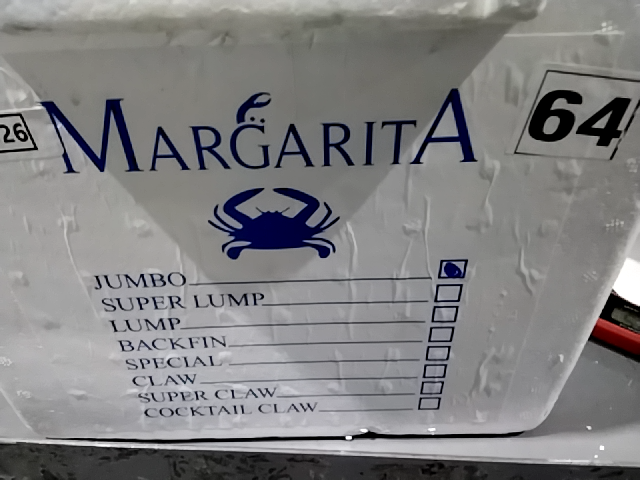 26
MARGARITA
64
JUMBO
SUPER LUMP
LUMP
BACKFIN
SPECIAL
CLAW
SUPER CLAW
COCKTAIL CLAW